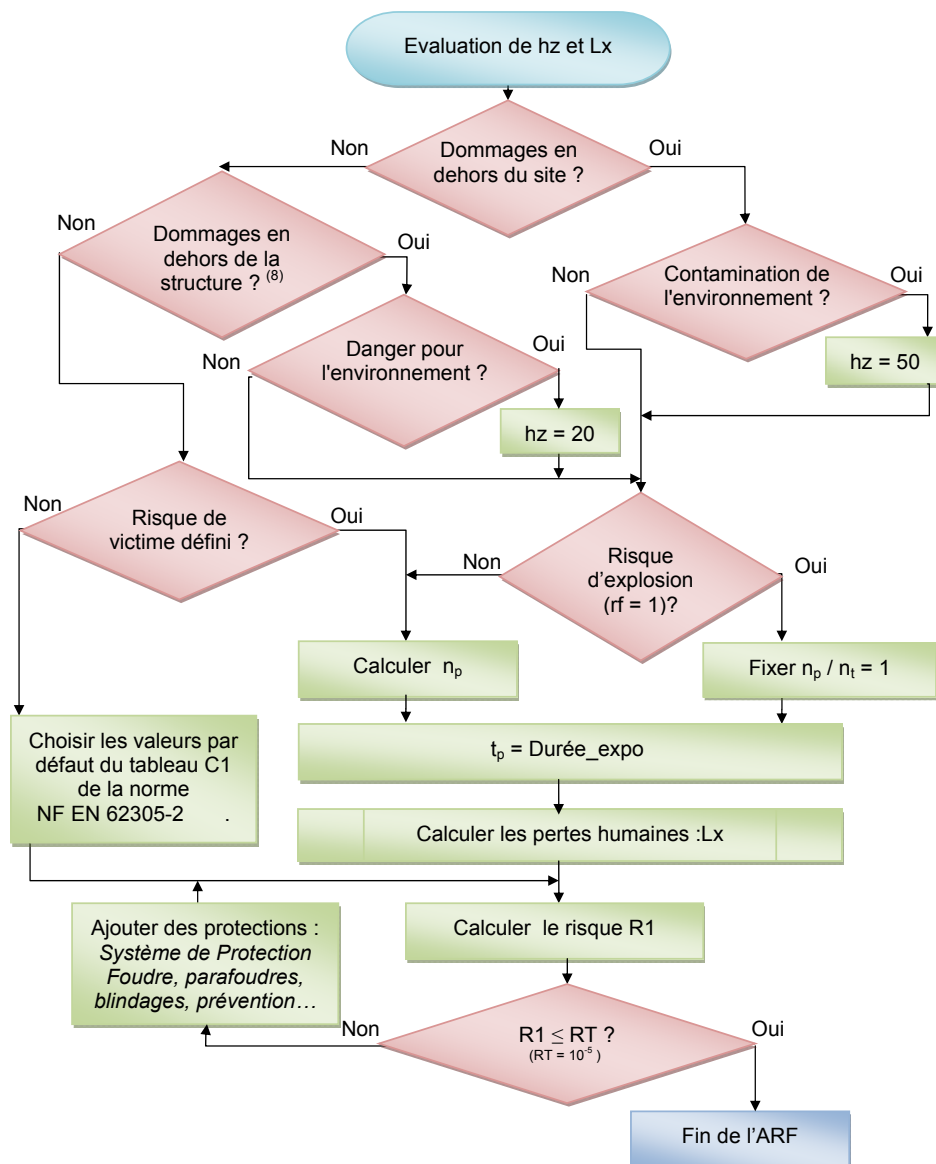 Evaluation de hz et Lx
Non
Dommages en
dehors du site ?
Oui
Non
Dommages en
dehors de la
structure ? (8)
Oui
Non
Contamination de
l'environnement ?
Oui
hz = 50
Non
Danger pour
l'environnement ?
Oui
hz = 20
Non
Risque de
victime défini ?
Oui
Non
Risque
d’explosion
(rf = 1)?
Oui
Calculer np
Fixer np / nt = 1
Choisir les valeurs par
défaut du tableau C1
de la norme
NF EN 62305-2 .
tp = Durée_expo
Calculer les pertes humaines :Lx
Ajouter des protections :
Système de Protection
Foudre, parafoudres,
blindages, prévention…
Calculer le risque R1
Non
R1 ≤ RT ?
(RT = 10-5 )
Oui
Fin de l’ARF